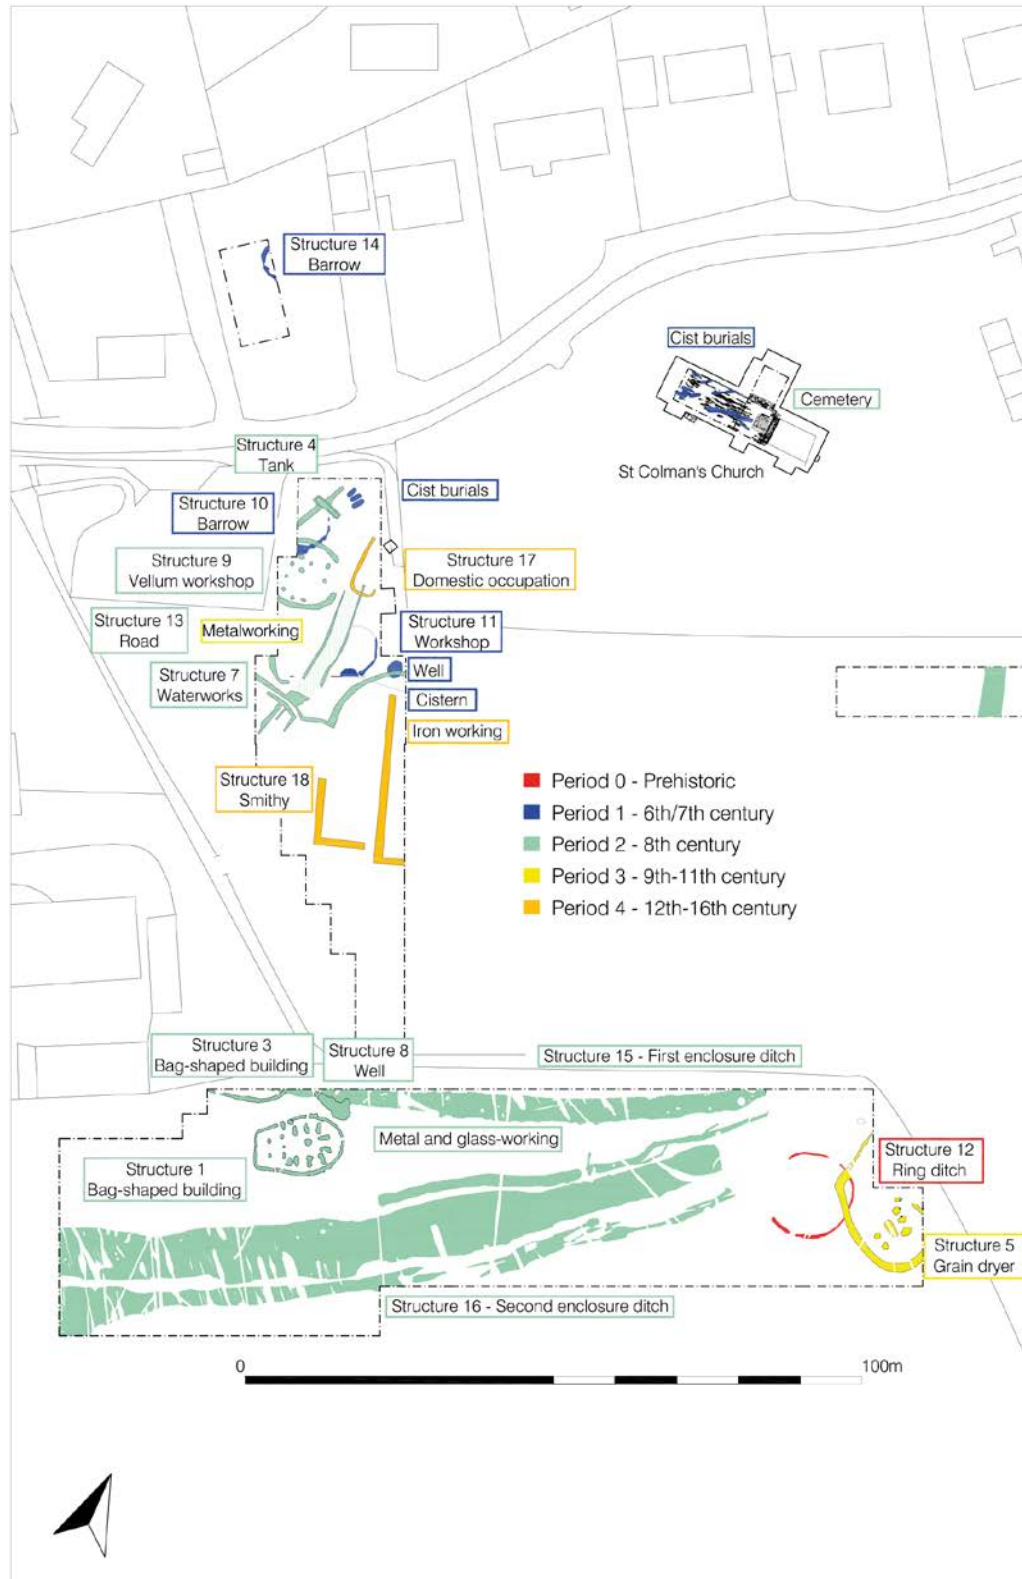 Structure 14
Barrow
Cist burials
Cemetery
St Colman's Church
Structure 4
Tank
Cist burials
Structure 10
Barrow
Structure 9
Vellum workshop
Structure 17
Domestic occupation
Structure 13
Road
Metalworking
Structure 11
Workshop
Well
Structure 7
Waterworks
Cistern
Iron working
Structure 18
Smithy
Period 0 - Prehistoric
Period 1 - 6th/7th century
Period 2 - 8th century
Period 3 - 9th-11th century
Period 4 - 12th-16th century
Structure 3
Bag-shaped building
Structure 8
Well
Structure 15 - First enclosure ditch
Metal and glass-working
Structure 1
Bag-shaped building
Structure 12
Ring ditch
Structure 5
Grain dryer
Structure 16 - Second enclosure ditch
0
100m